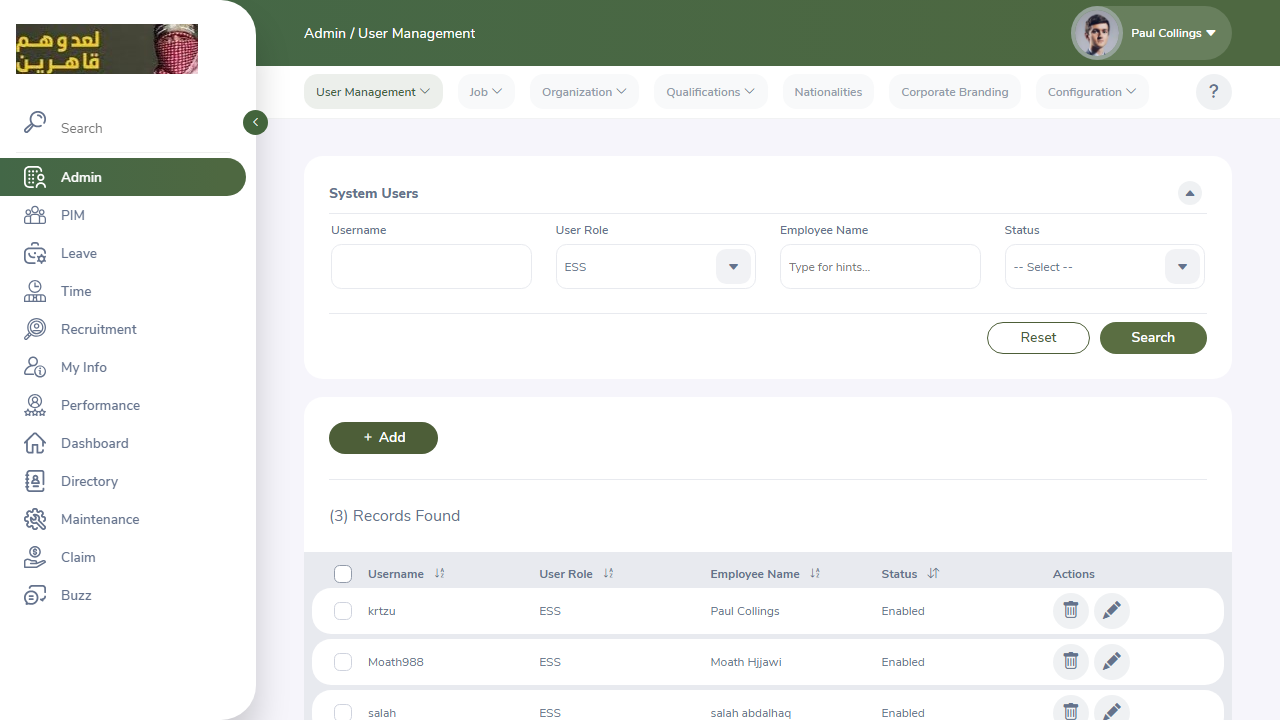 لعدوهم
قاهرين
Search
Admin
PIM
Leave
Time
Recruitment
My Info
Performance
Dashboard
Directory
Maintenance
Claim
Buzz
Admin / User Management
Paul Collings
User Management
Job
Organization
Qualifications
Nationalities
Corporate Branding
Configuration
?
System Users
Username
User Role
Employee Name
Status
ESS
Type for hints...
-- Select --
Reset
Search
+ Add
(3) Records Found
Username
User Role
Employee Name
Status
Actions
krtzu ESS Paul Collings Enabled
Moath988 ESS Moath Hjjawi Enabled
salah ESS salah abdalhaq Enabled